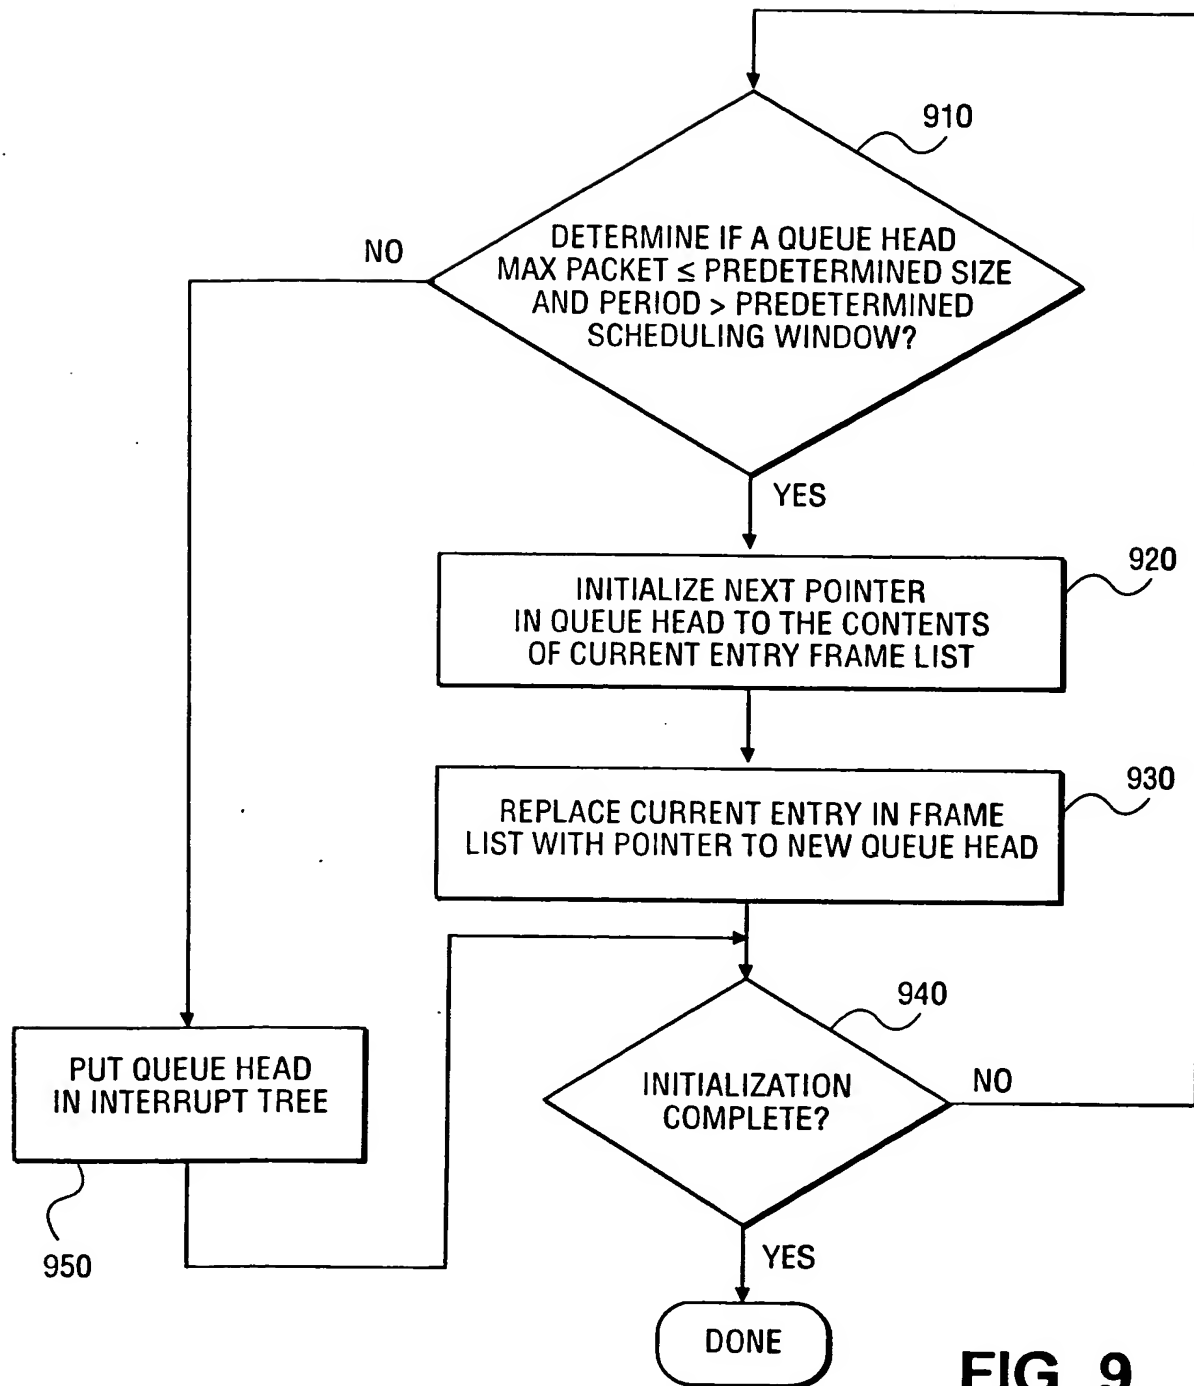 910
DETERMINE IF A QUEUE HEAD
MAX PACKET ≤ PREDETERMINED SIZE
AND PERIOD > PREDETERMINED
SCHEDULING WINDOW?
NO
YES
920
INITIALIZE NEXT POINTER
IN QUEUE HEAD TO THE CONTENTS
OF CURRENT ENTRY FRAME LIST
930
REPLACE CURRENT ENTRY IN FRAME
LIST WITH POINTER TO NEW QUEUE HEAD
940
INITIALIZATION
COMPLETE?
NO
PUT QUEUE HEAD
IN INTERRUPT TREE
950
YES
DONE
FIG. 9